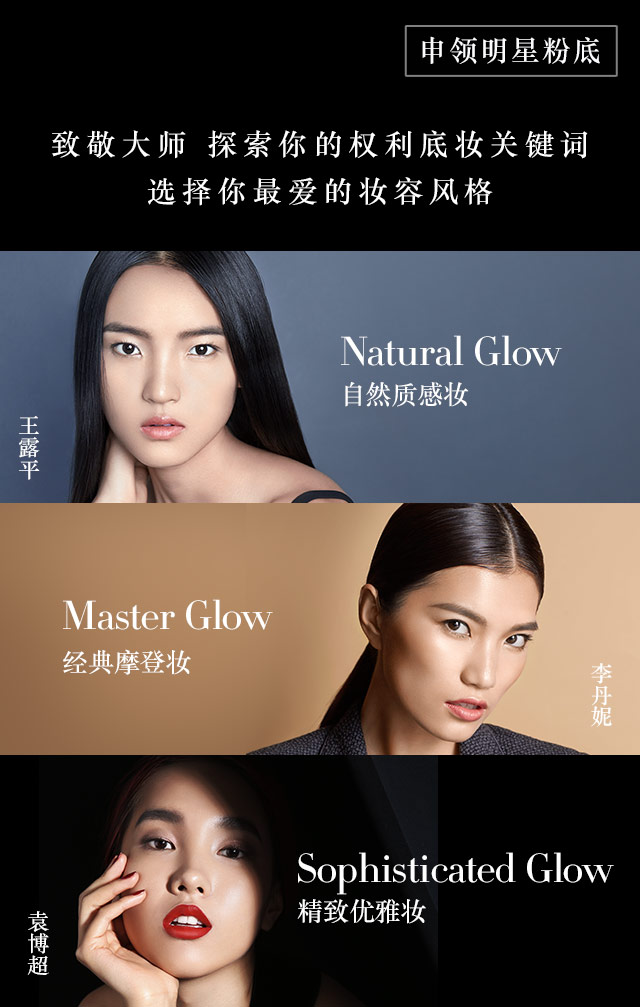 申领明星粉底
致敬大师 探索你的权利底妆关键词
选择你最爱的妆容风格
Natural Glow
自然质感妆
王露平
Master Glow
经典摩登妆
李丹妮
Sophisticated Glow
精致优雅妆
袁博超